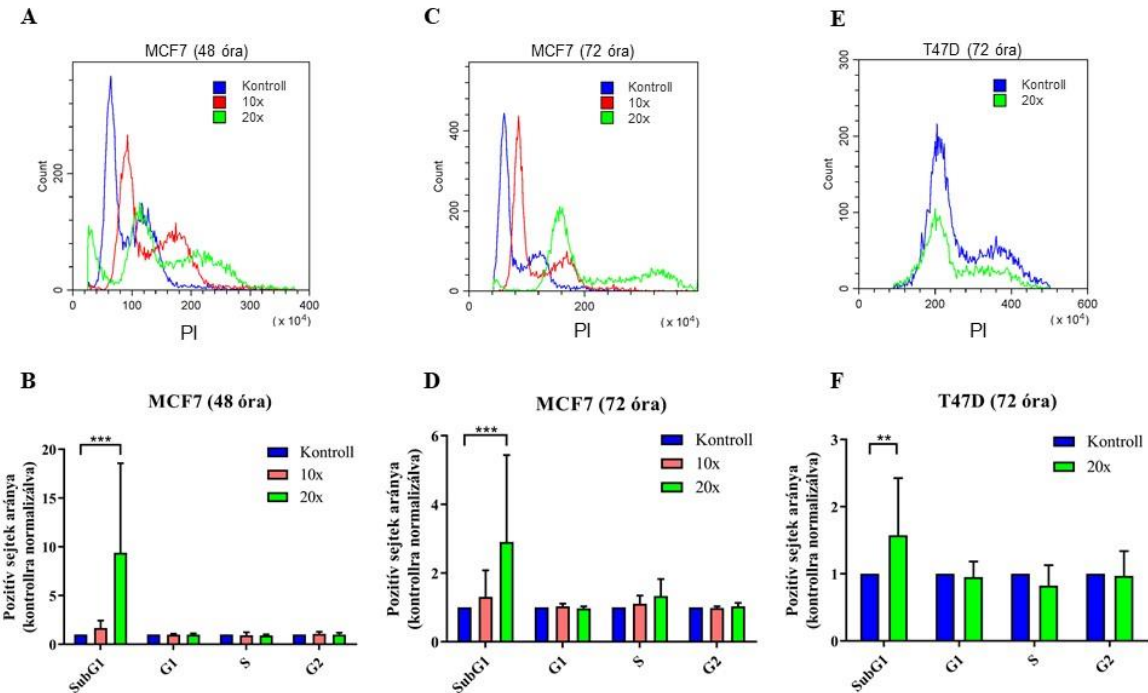 A
MCF7 (48 óra)
Kontroll
10x
20x
Count
200
0
0 100 200 300 400
(x 10⁴)
PI
C
MCF7 (72 óra)
Kontroll
10x
20x
Count
400
200
0
0 100 200
(x 10⁴)
PI
E
T47D (72 óra)
Kontroll
20x
Count
300
200
100
0
0 200 400 600
(x 10⁴)
PI
B
MCF7 (48 óra)
***
Kontroll
10x
20x
Pozitív sejtek aránya
(kontrollra normalizálva)
20
15
10
5
0
SubG1 G1 S G2
D
MCF7 (72 óra)
***
Kontroll
10x
20x
Pozitív sejtek aránya
(kontrollra normalizálva)
6
4
2
0
SubG1 G1 S G2
F
T47D (72 óra)
**
Kontroll
20x
Pozitív sejtek aránya
(kontrollra normalizálva)
3
2
1
0
SubG1 G1 S G2